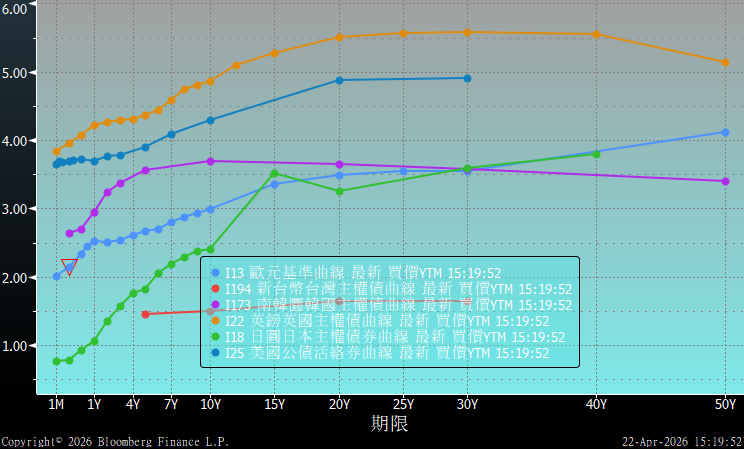 6.00
5.00
4.00
3.00
2.00
1.00
I13 歐元基準曲線 最新 買價YTM 15:19:52
I194 新台幣台灣主權債曲線 最新 買價YTM 15:19:52
I173 南韓圜韓國主權債曲線 最新 買價YTM 15:19:52
I22 英鎊英國主權債曲線 最新 買價YTM 15:19:52
I18 日圓日本主權債券曲線 最新 買價YTM 15:19:52
I25 美國公債活絡券曲線 最新 買價YTM 15:19:52
1M 1Y 4Y 7Y 10Y 15Y 20Y 25Y 30Y 40Y 50Y
期限
Copyright© 2026 Bloomberg Finance L.P. 22-Apr-2026 15:19:52